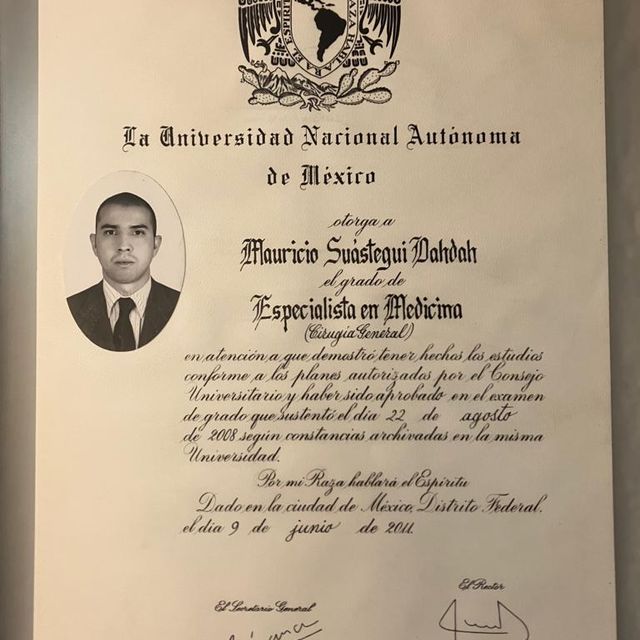 La Universidad Nacional Autónoma
de México
otorga a
Mauricio Suástegui Dahdah
el grado de
Especialista en Medicina
(Cirugía General)
en atención a que demostró tener hechos los estudios
conforme a los planes autorizados por el Consejo
Universitario y haber sido aprobado en el examen
de grado que sustentó el día 22 de agosto
de 2008 según constancias archivadas en la misma
Universidad.
Por mi Raza hablará el Espíritu
Dado en la ciudad de México, Distrito Federal.
el día 9 de junio de 2011.
El Rector
El Secretario General